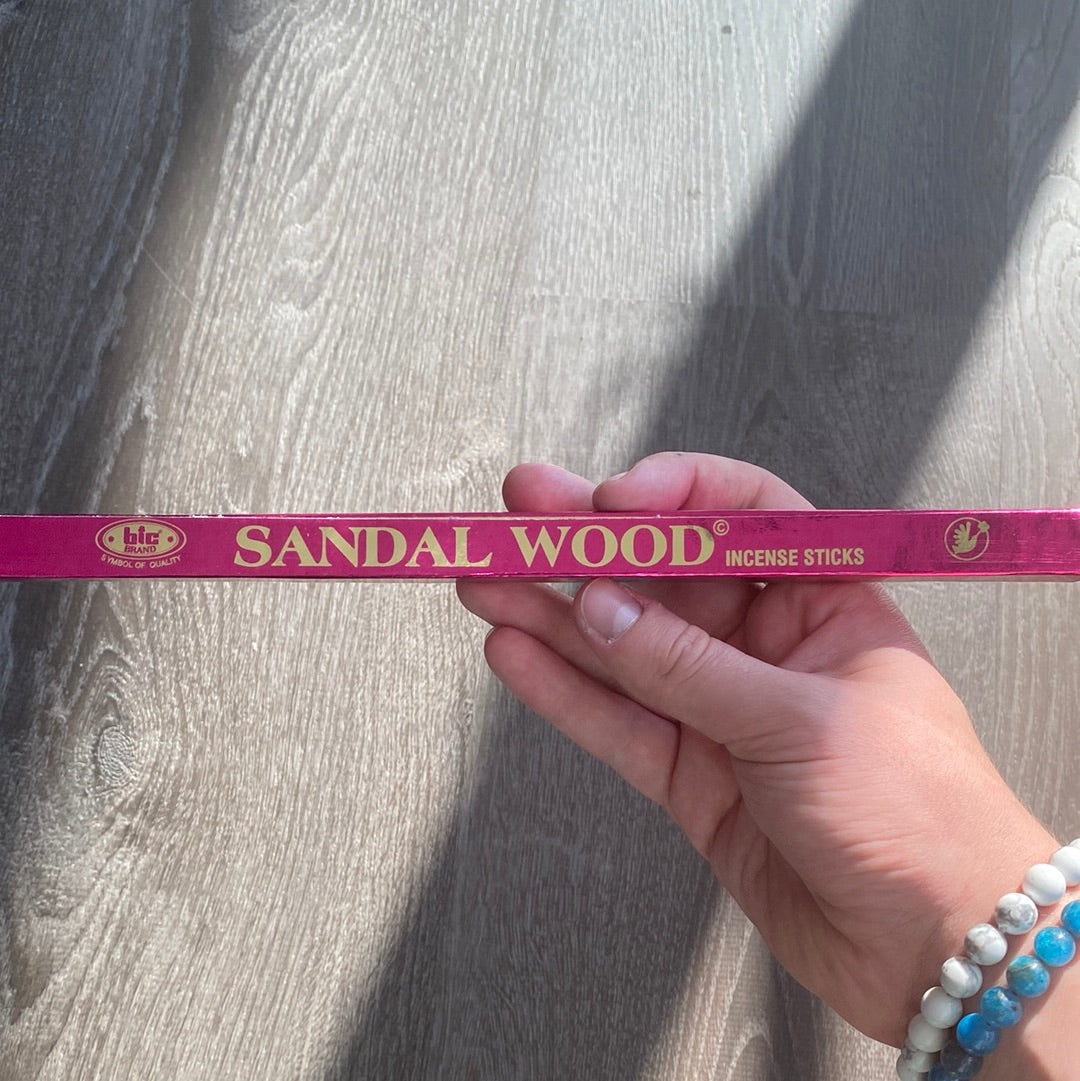 bic
BRAND
SYMBOL OF QUALITY
SANDAL WOOD©
INCENSE STICKS